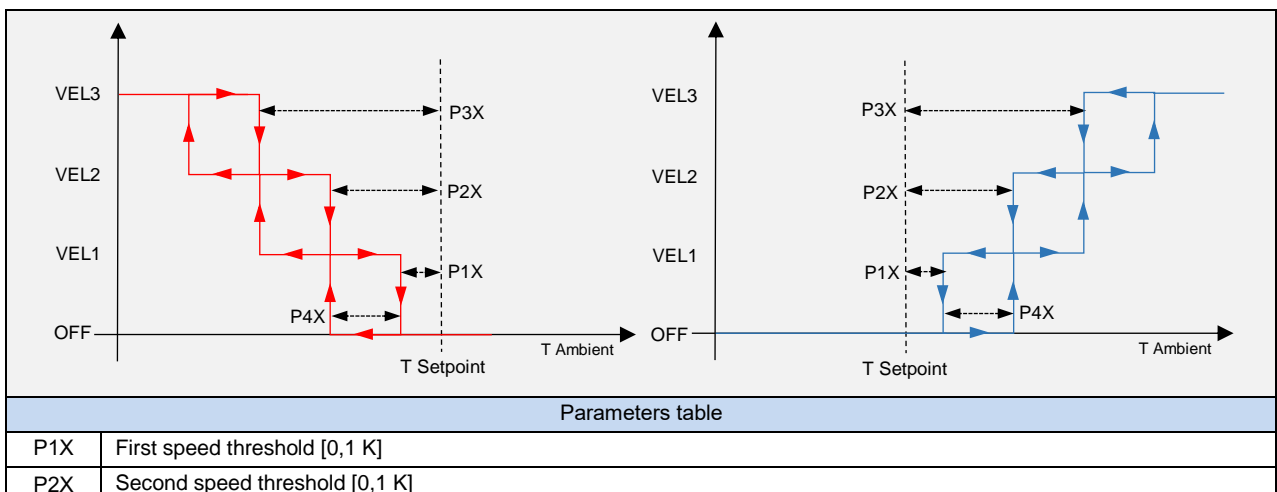 VEL3
P3X
VEL2
P2X
VEL1
P1X
P4X
OFF
T Ambient
T Setpoint
VEL3
P3X
VEL2
P2X
VEL1
P1X
P4X
OFF
T Ambient
T Setpoint
Parameters table
P1X First speed threshold [0,1 K]
P2X Second speed threshold [0,1 K]